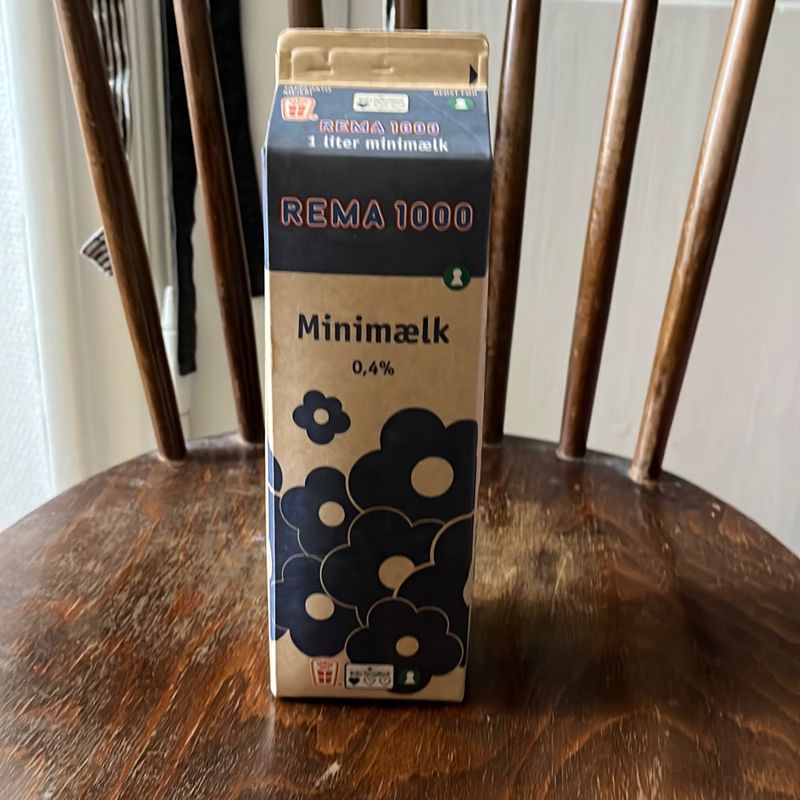 REMA 1000
1 liter minimælk
REMA 1000
Minimælk
0,4%